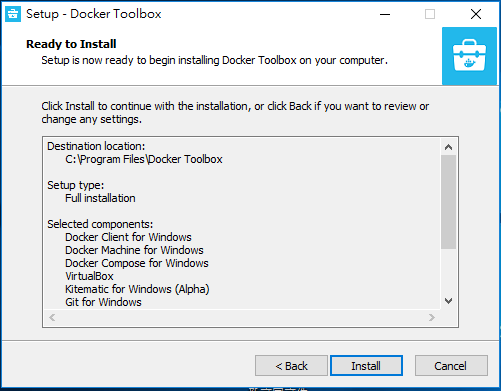 Setup - Docker Toolbox
Ready to Install
Setup is now ready to begin installing Docker Toolbox on your computer.
Click Install to continue with the installation, or click Back if you want to review or
change any settings.
Destination location:
C:\Program Files\Docker Toolbox
Setup type:
Full installation
Selected components:
Docker Client for Windows
Docker Machine for Windows
Docker Compose for Windows
VirtualBox
Kitematic for Windows (Alpha)
Git for Windows
< Back
Install
Cancel